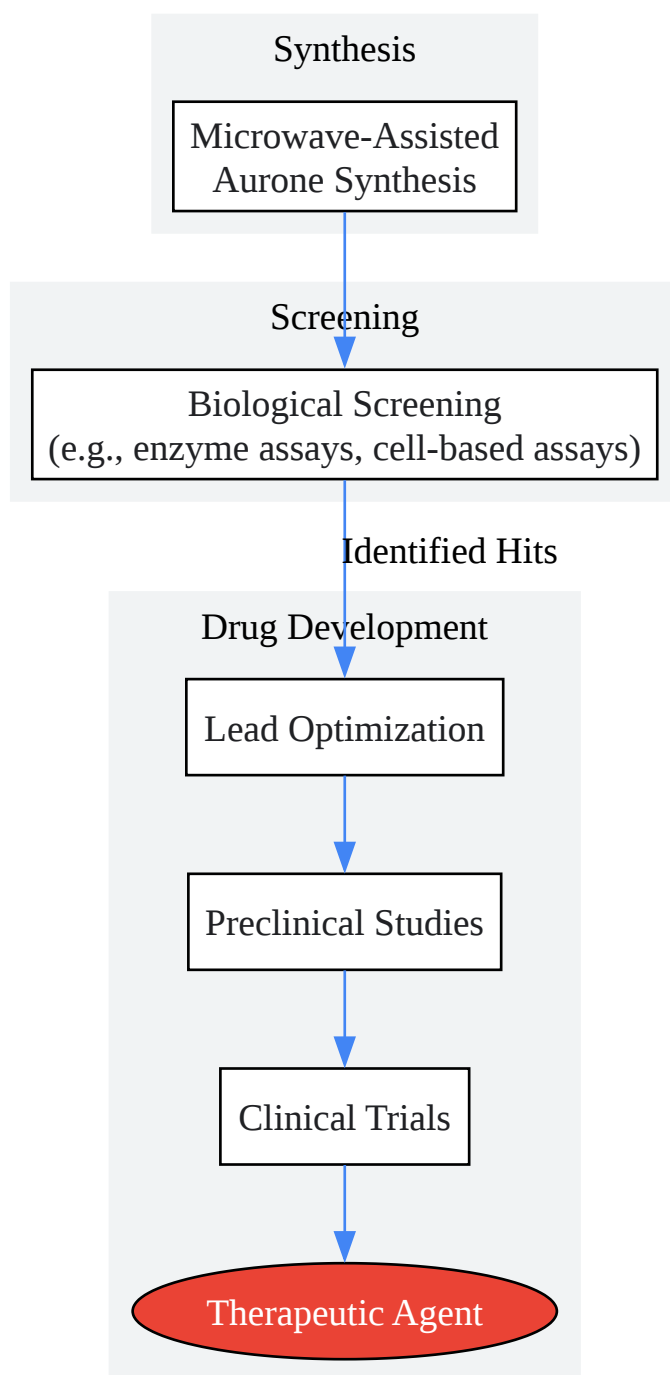 Synthesis
Microwave-Assisted
Aurone Synthesis
Screening
Biological Screening
(e.g., enzyme assays, cell-based assays)
Identified Hits
Drug Development
Lead Optimization
Preclinical Studies
Clinical Trials
Therapeutic Agent